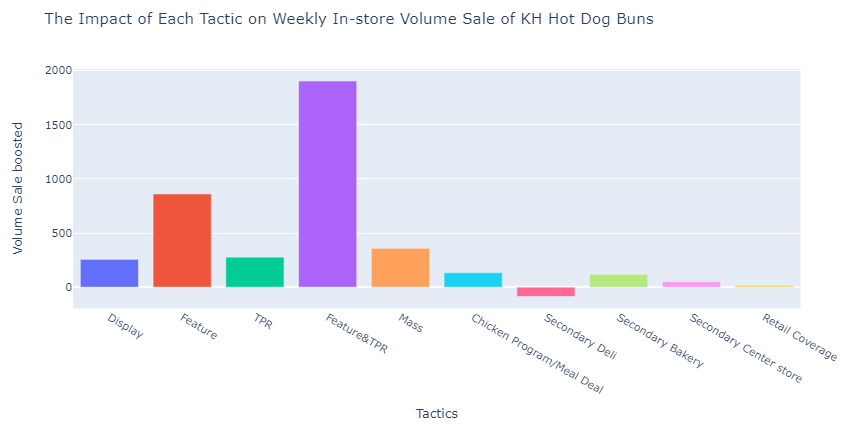 The Impact of Each Tactic on Weekly In-store Volume Sale of KH Hot Dog Buns
Volume Sale boosted
2000
1500
1000
500
0
Display
Feature
TPR
Feature&TPR
Mass
Chicken Program/Meal Deal
Secondary Deli
Secondary Bakery
Secondary Center store
Retail Coverage
Tactics